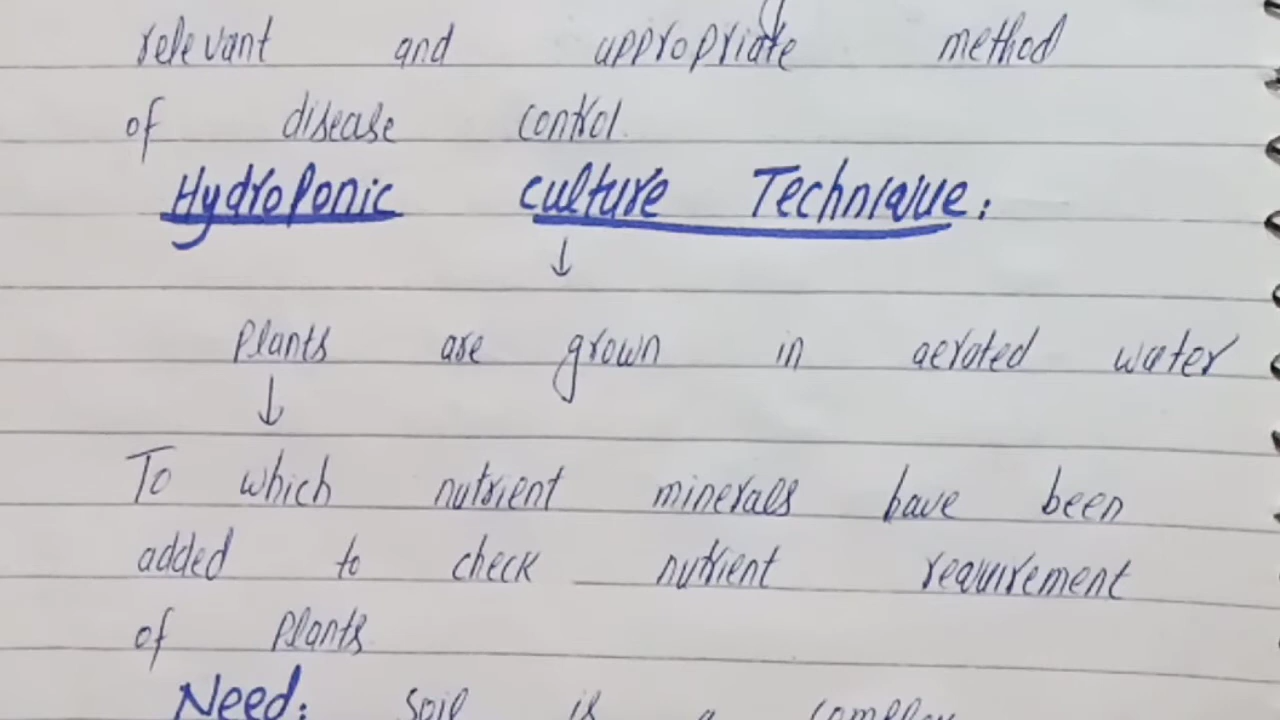 relevant and appropriate method
of disease control.
Hydroponic culture Technique:
↓
Plants are grown in aerated water
↓
To which nutrient minerals have been
added to check nutrient requirement
of plants
Need: Soil is a complex